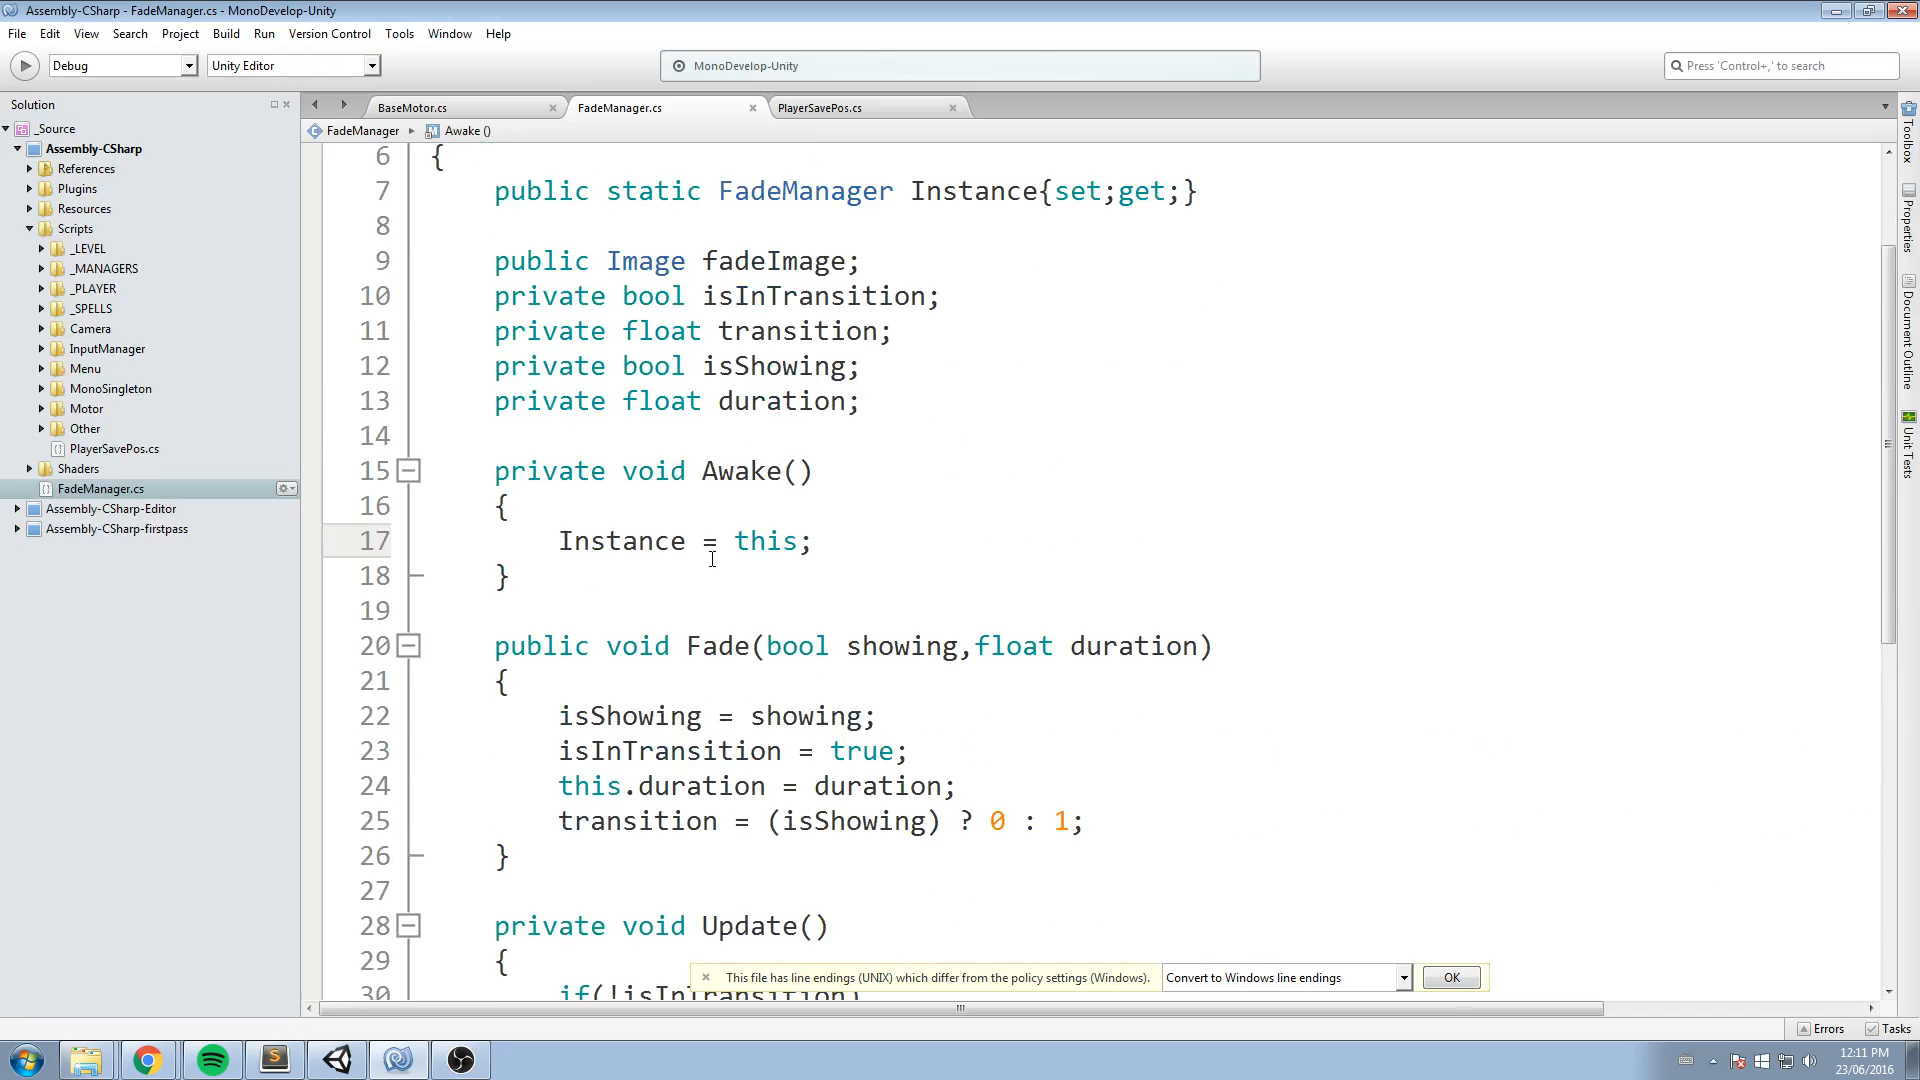 Assembly-CSharp - FadeManager.cs - MonoDevelop-Unity
File Edit View Search Project Build Run Version Control Tools Window Help
Debug Unity Editor MonoDevelop-Unity Press 'Control+,' to search
Solution
_Source
Assembly-CSharp
References
Plugins
Resources
Scripts
_LEVEL
_MANAGERS
_PLAYER
_SPELLS
Camera
InputManager
Menu
MonoSingleton
Motor
Other
PlayerSavePos.cs
Shaders
FadeManager.cs
Assembly-CSharp-Editor
Assembly-CSharp-firstpass
BaseMotor.cs FadeManager.cs PlayerSavePos.cs
FadeManager Awake ()
6 {
7 public static FadeManager Instance{set;get;}
8
9 public Image fadeImage;
10 private bool isInTransition;
11 private float transition;
12 private bool isShowing;
13 private float duration;
14
15 private void Awake()
16 {
17 Instance = this;
18 }
19
20 public void Fade(bool showing,float duration)
21 {
22 isShowing = showing;
23 isInTransition = true;
24 this.duration = duration;
25 transition = (isShowing) ? 0 : 1;
26 }
27
28 private void Update()
29 {
30 if(!isInTransition)
This file has line endings (UNIX) which differ from the policy settings (Windows). Convert to Windows line endings OK
Toolbox
Properties
Document Outline
Unit Tests
Errors Tasks
12:11 PM
23/06/2016